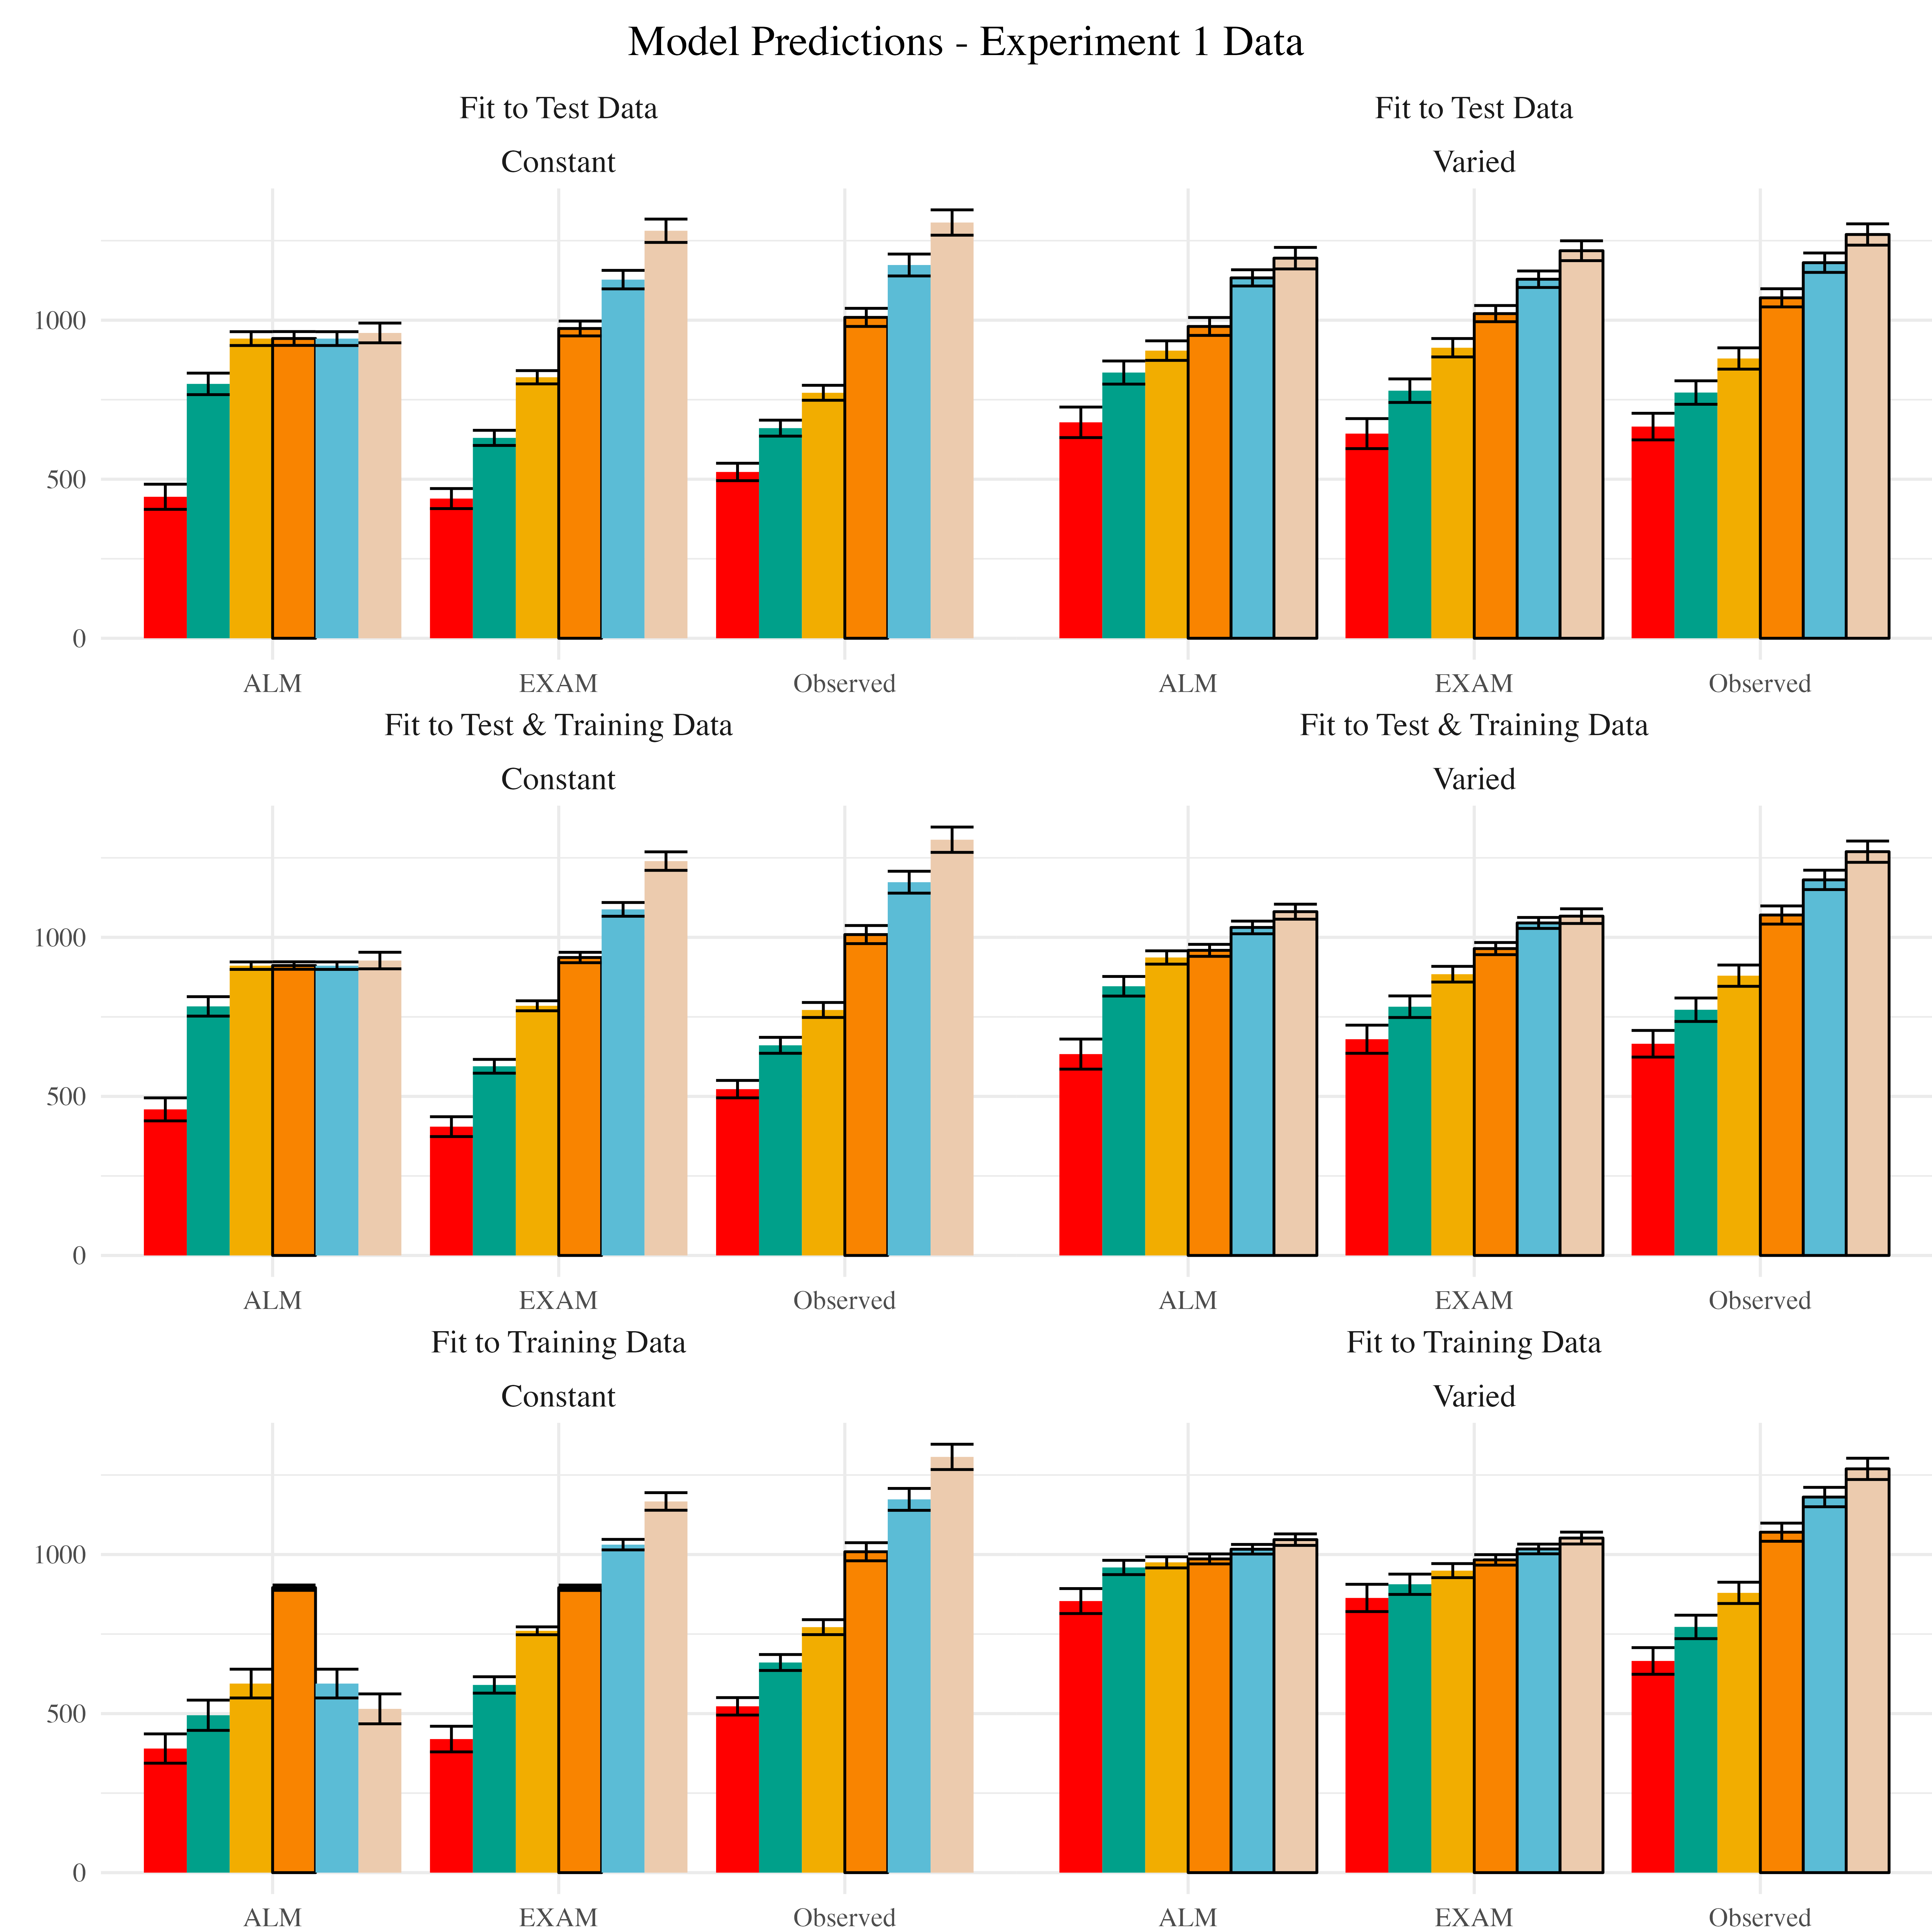 Model Predictions - Experiment 1 Data
Fit to Test Data
Fit to Test Data
Constant
Varied
1000
500
0
ALM
EXAM
Observed
ALM
EXAM
Observed
Fit to Test & Training Data
Fit to Test & Training Data
Constant
Varied
1000
500
0
ALM
EXAM
Observed
ALM
EXAM
Observed
Fit to Training Data
Fit to Training Data
Constant
Varied
1000
500
0
ALM
EXAM
Observed
ALM
EXAM
Observed